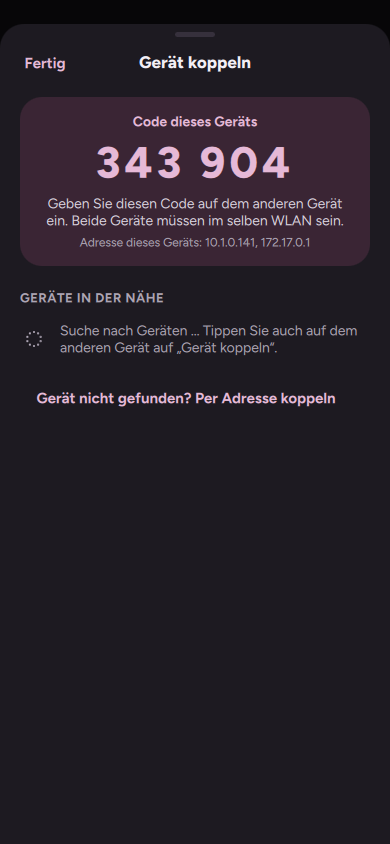 Fertig
Gerät koppeln
Code dieses Geräts
343 904
Geben Sie diesen Code auf dem anderen Gerät
ein. Beide Geräte müssen im selben WLAN sein.
Adresse dieses Geräts: 10.1.0.141, 172.17.0.1
GERÄTE IN DER NÄHE
Suche nach Geräten … Tippen Sie auch auf dem
anderen Gerät auf „Gerät koppeln“.
Gerät nicht gefunden? Per Adresse koppeln